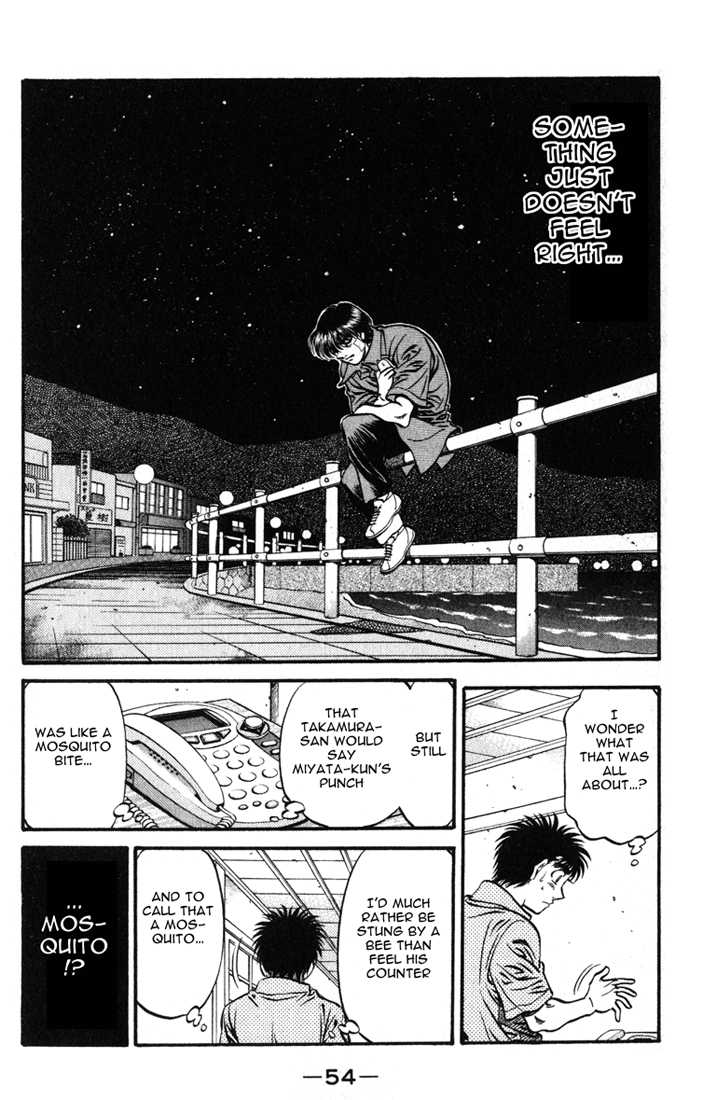 SOME-
THING
JUST
DOESN'T
FEEL
RIGHT...
I
WONDER
WHAT
THAT WAS
ALL
ABOUT...?
BUT
STILL
THAT
TAKAMURA-
SAN WOULD
SAY
MIYATA-KUN'S
PUNCH
WAS LIKE A
MOSQUITO
BITE...
I'D MUCH
RATHER BE
STUNG BY A
BEE THAN
FEEL HIS
COUNTER
AND TO
CALL THAT
A MOS-
QUITO...
...
MOS-
QUITO
!?
—54—